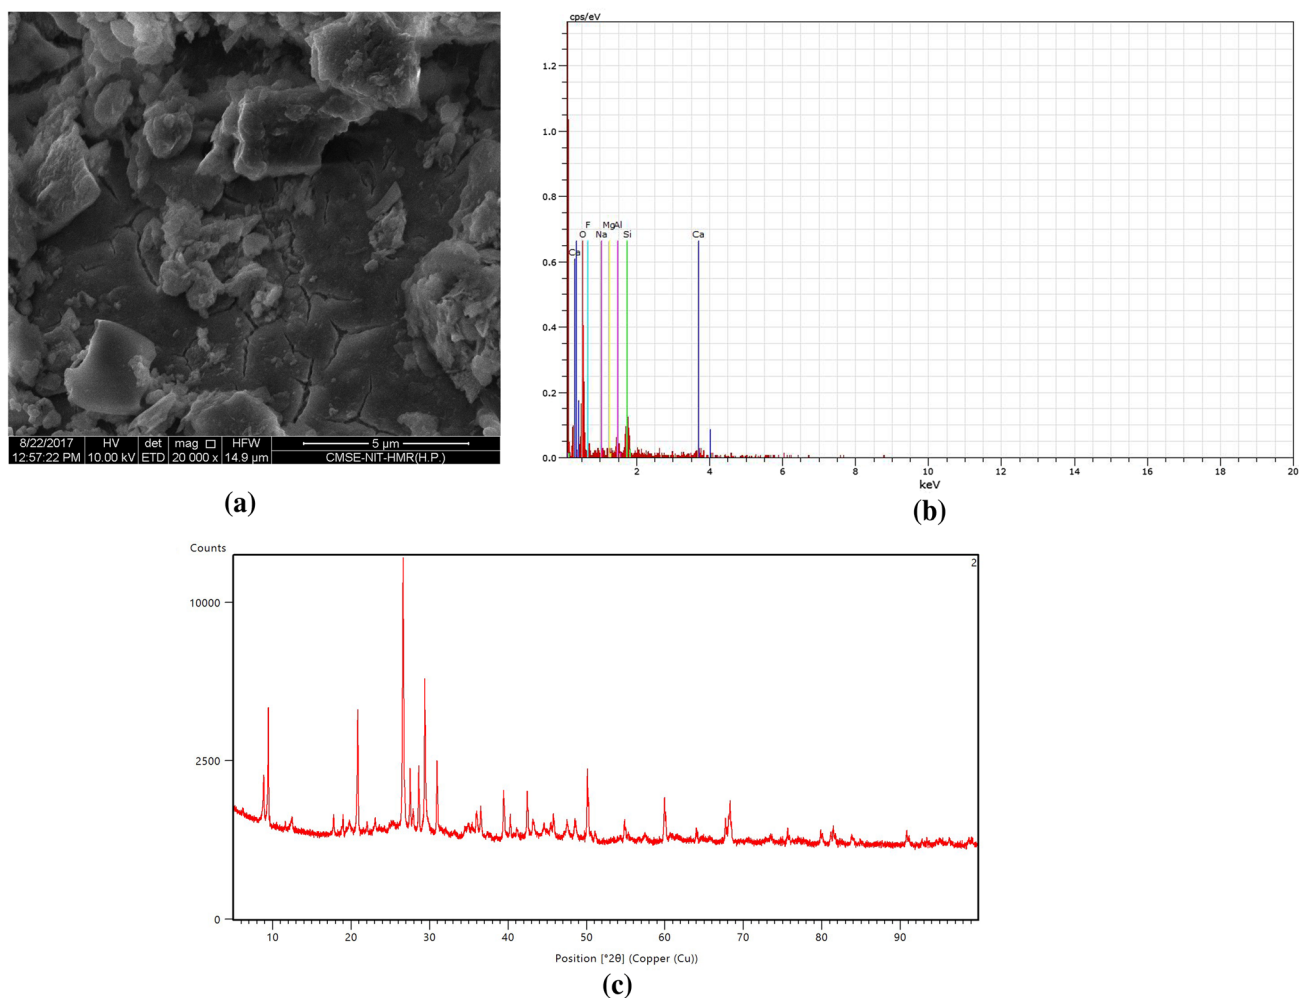 8/22/2017 HV det mag HFW 5 µm
12:57:22 PM 10.00 kV ETD 20 000 x 14.9 µm CMSE-NIT-HMR(H.P.)
(a)
cps/eV
1.2
1.0
0.8
0.6
0.4
0.2
0.0
F MgAl
O Na Si Ca
Ca
2 4 6 8 10 12 14 16 18 20
keV
(b)
Counts
2
10000
2500
0
10 20 30 40 50 60 70 80 90
Position [°2θ] (Copper (Cu))
(c)